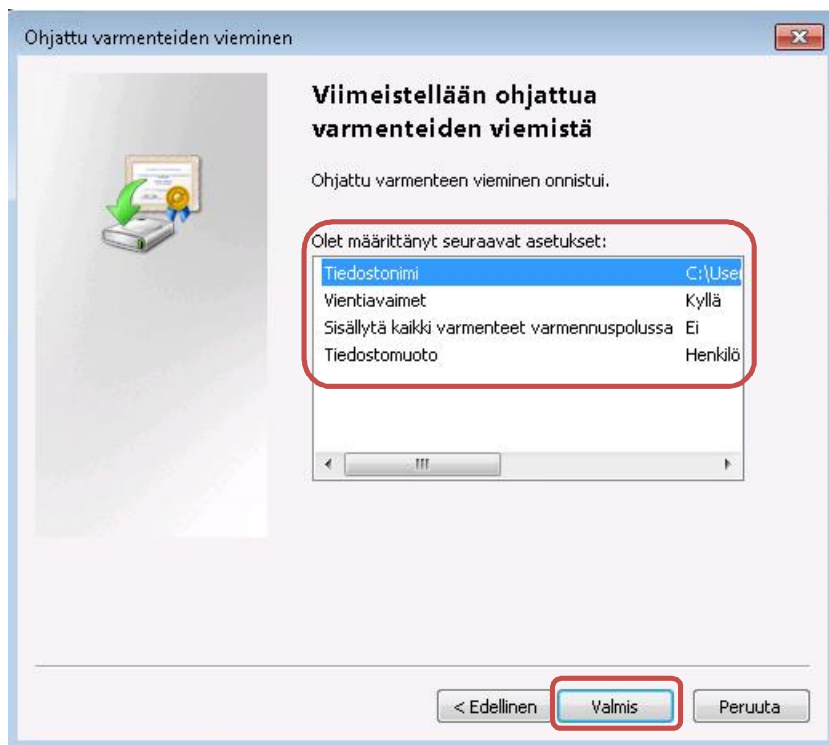 Ohjattu varmenteiden vieminen
Viimeistellään ohjattua
varmenteiden viemistä
Ohjattu varmenteen vieminen onnistui.
Olet määrittänyt seuraavat asetukset:
Tiedostonimi C:\User
Vientiavaimet Kyllä
Sisällytä kaikki varmenteet varmennuspolussa Ei
Tiedostomuoto Henkilö
< Edellinen Valmis Peruuta